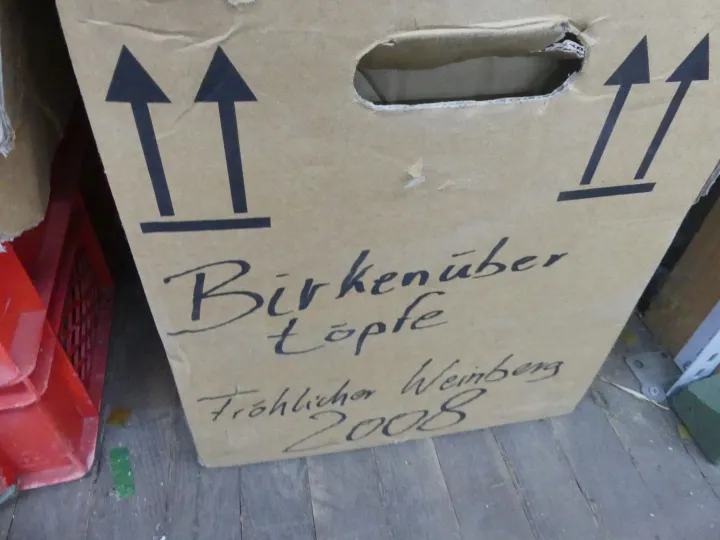 Birkenüber
töpfe
Fröhlicher Weinberg
2008